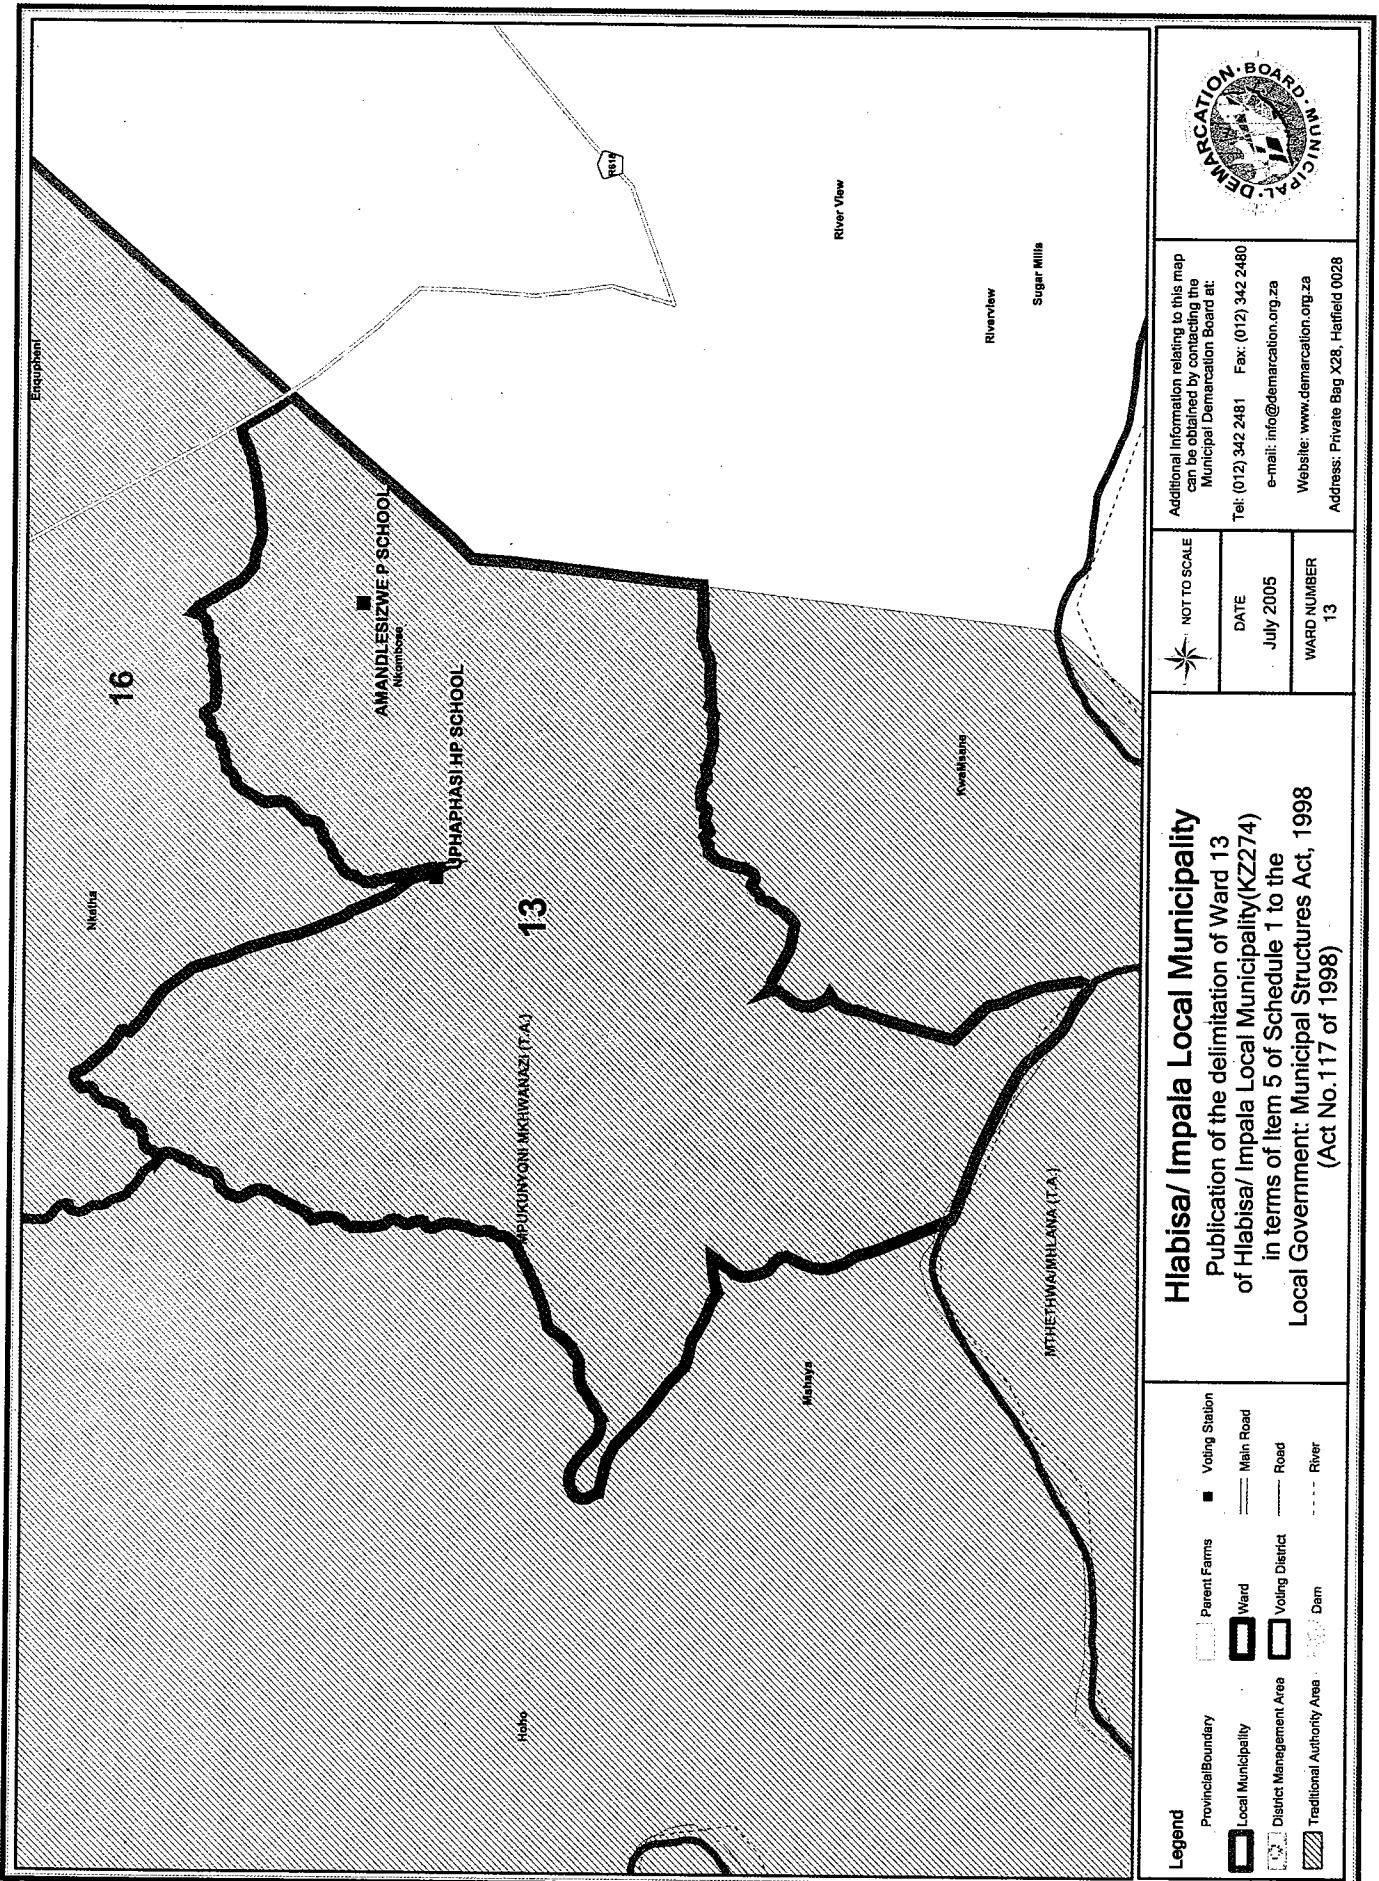 Enqupheni
R618
River View
Riverview
Sugar Mills
16
AMANDLESIZWE P SCHOOL
Nkombose
UPHAPHASI HP SCHOOL
Nkatha
13
KwaMsane
MPUKUNYONI MKHWANAZI (T.A.)
MTHETHWA/MHLANA (T.A.)
Mahaya
Hoho
Legend
ProvincialBoundary
Local Municipality
District Management Area
Traditional Authority Area
Parent Farms
Ward
Voting District
Dam
Voting Station
Main Road
Road
River
Hlabisa/ Impala Local Municipality
Publication of the delimitation of Ward 13
of Hlabisa/ Impala Local Municipality(KZ274)
in terms of Item 5 of Schedule 1 to the
Local Government: Municipal Structures Act, 1998
(Act No.117 of 1998)
NOT TO SCALE
DATE
July 2005
WARD NUMBER
13
Additional Information relating to this map
can be obtained by contacting the
Municipal Demarcation Board at:
Tel: (012) 342 2481 Fax: (012) 342 2480
e-mail: info@demarcation.org.za
Website: www.demarcation.org.za
Address: Private Bag X28, Hatfield 0028
MUNICIPAL · DEMARCATION · BOARD